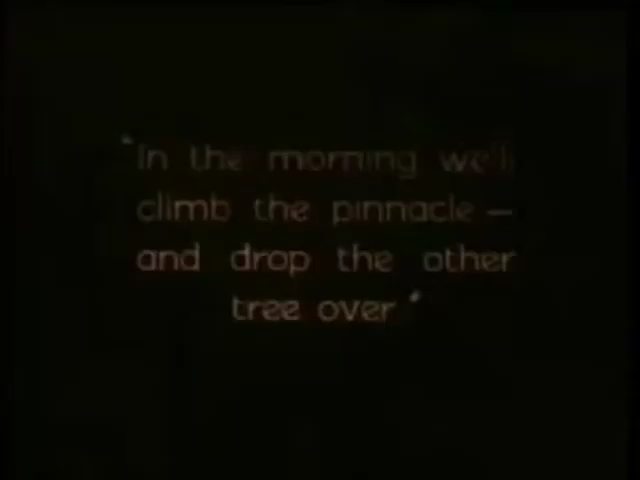 "In the morning we'll
climb the pinnacle —
and drop the other
tree over"